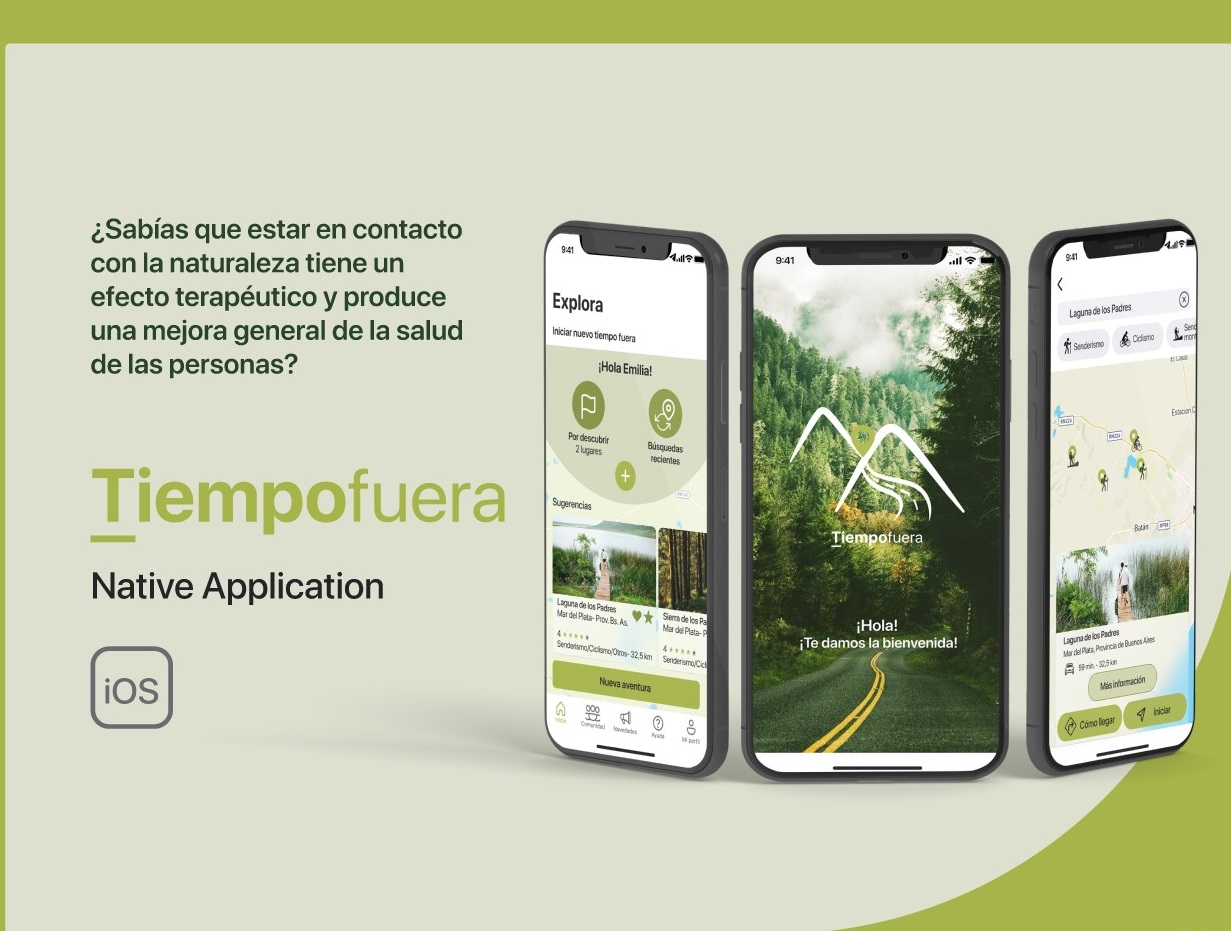 ¿Sabías que estar en contacto
con la naturaleza tiene un
efecto terapéutico y produce
una mejora general de la salud
de las personas?
Tiempofuera
Native Application
iOS
9:41
Explora
Iniciar nuevo tiempo fuera
¡Hola Emilia!
Por descubrir
2 lugares
Búsquedas
recientes
+
Sugerencias
Laguna de los Padres
Mar del Plata- Prov. Bs. As.
4
Senderismo/Ciclismo/Otros- 32,5 km
Sierra de los Pa
Mar del Plata- P
4
Senderismo/Cicl
Nueva aventura
Inicio
Comunidad
Novedades
Ayuda
Mi perfil
9:41
Tiempofuera
¡Hola!
¡Te damos la bienvenida!
9:41
Laguna de los Padres
Senderismo
Ciclismo
Send
mon
Estacion C
RN226
RN226
Batán
RP88
Laguna de los Padres
Mar del Plata, Provincia de Buenos Aires
59 min. - 32,5 km
Más información
Cómo llegar
Iniciar